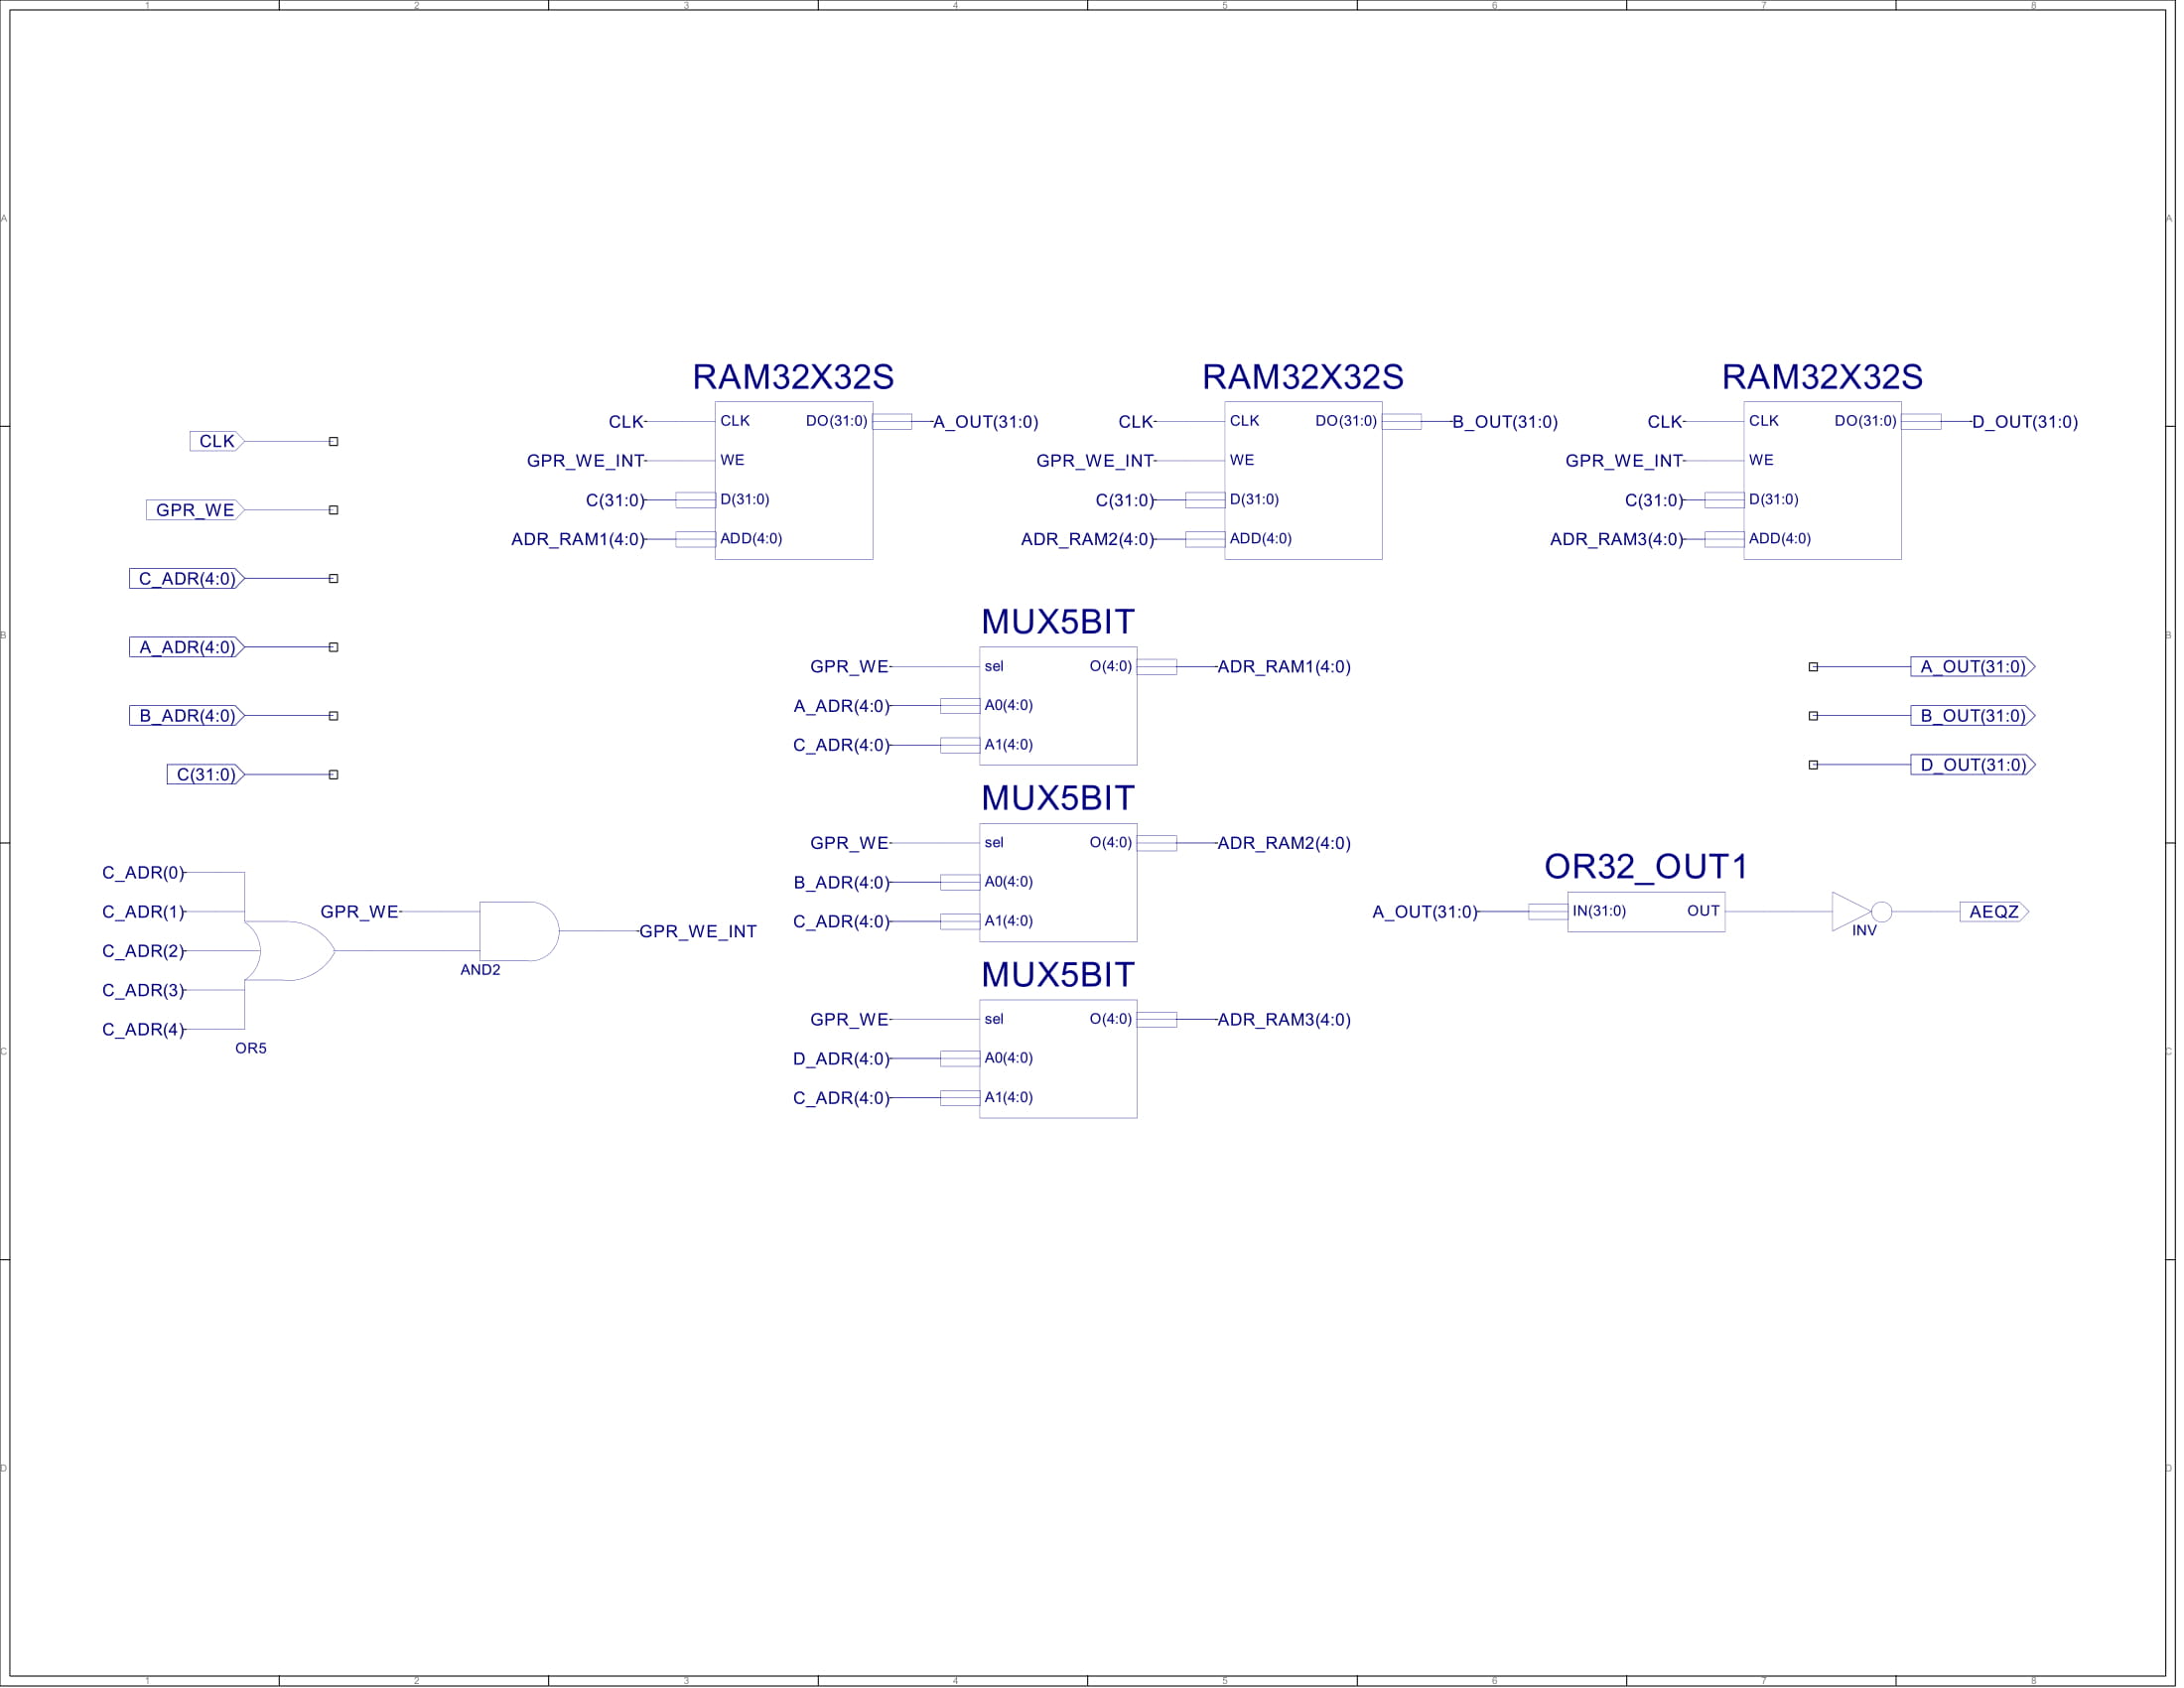 1 2 3 4 5 6 7 8
A A
B B
C C
D D
RAM32X32S
CLK CLK DO(31:0) A_OUT(31:0)
GPR_WE_INT WE
C(31:0) D(31:0)
ADR_RAM1(4:0) ADD(4:0)
RAM32X32S
CLK CLK DO(31:0) B_OUT(31:0)
GPR_WE_INT WE
C(31:0) D(31:0)
ADR_RAM2(4:0) ADD(4:0)
RAM32X32S
CLK CLK DO(31:0) D_OUT(31:0)
GPR_WE_INT WE
C(31:0) D(31:0)
ADR_RAM3(4:0) ADD(4:0)
CLK
GPR_WE
C_ADR(4:0)
A_ADR(4:0)
B_ADR(4:0)
C(31:0)
MUX5BIT
GPR_WE sel O(4:0) ADR_RAM1(4:0)
A_ADR(4:0) A0(4:0)
C_ADR(4:0) A1(4:0)
MUX5BIT
GPR_WE sel O(4:0) ADR_RAM2(4:0)
B_ADR(4:0) A0(4:0)
C_ADR(4:0) A1(4:0)
MUX5BIT
GPR_WE sel O(4:0) ADR_RAM3(4:0)
D_ADR(4:0) A0(4:0)
C_ADR(4:0) A1(4:0)
A_OUT(31:0)
B_OUT(31:0)
D_OUT(31:0)
C_ADR(0)
C_ADR(1)
C_ADR(2)
C_ADR(3)
C_ADR(4)
OR5
GPR_WE
AND2
GPR_WE_INT
OR32_OUT1
A_OUT(31:0) IN(31:0) OUT
INV
AEQZ
1 2 3 4 5 6 7 8